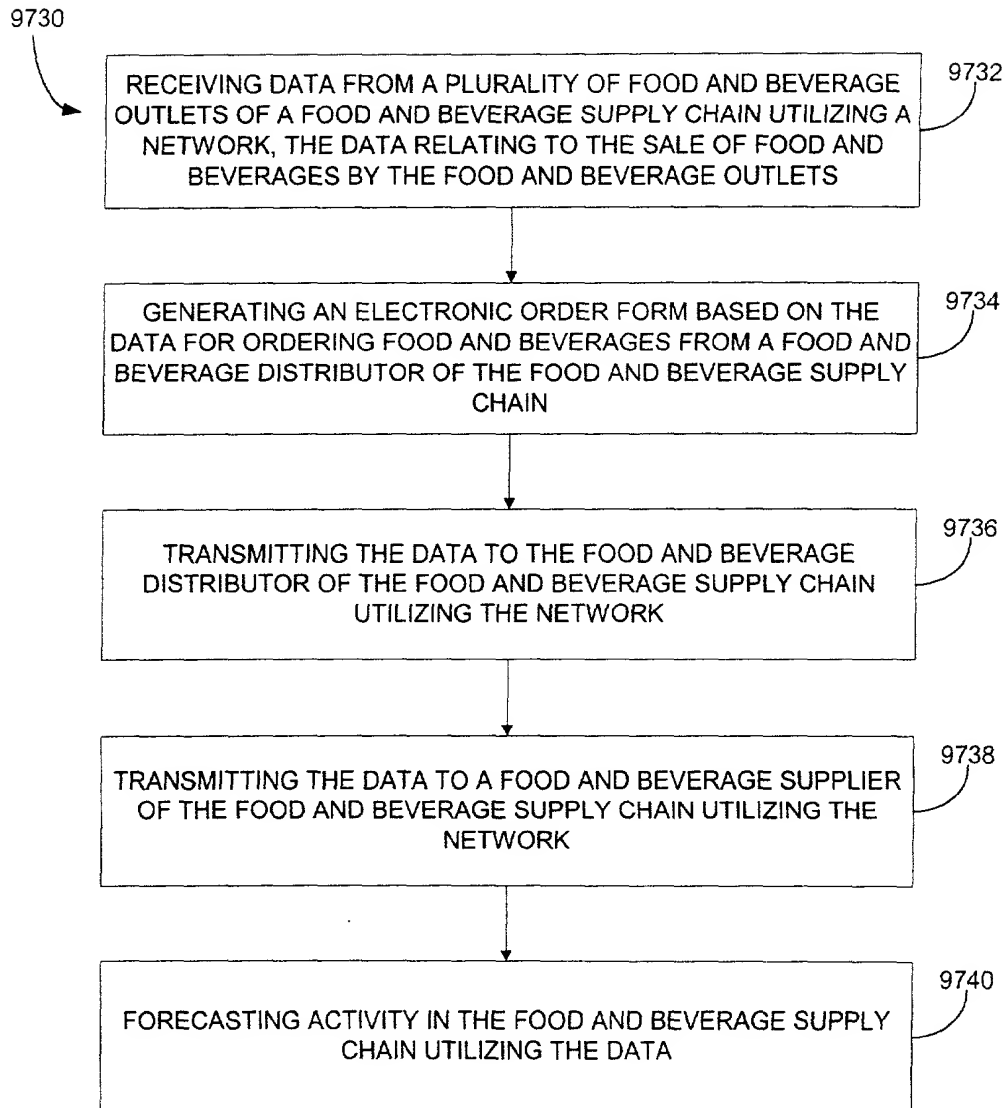 9730
RECEIVING DATA FROM A PLURALITY OF FOOD AND BEVERAGE
OUTLETS OF A FOOD AND BEVERAGE SUPPLY CHAIN UTILIZING A
NETWORK, THE DATA RELATING TO THE SALE OF FOOD AND
BEVERAGES BY THE FOOD AND BEVERAGE OUTLETS
9732
GENERATING AN ELECTRONIC ORDER FORM BASED ON THE
DATA FOR ORDERING FOOD AND BEVERAGES FROM A FOOD AND
BEVERAGE DISTRIBUTOR OF THE FOOD AND BEVERAGE SUPPLY
CHAIN
9734
TRANSMITTING THE DATA TO THE FOOD AND BEVERAGE
DISTRIBUTOR OF THE FOOD AND BEVERAGE SUPPLY CHAIN
UTILIZING THE NETWORK
9736
TRANSMITTING THE DATA TO A FOOD AND BEVERAGE SUPPLIER
OF THE FOOD AND BEVERAGE SUPPLY CHAIN UTILIZING THE
NETWORK
9738
FORECASTING ACTIVITY IN THE FOOD AND BEVERAGE SUPPLY
CHAIN UTILIZING THE DATA
9740